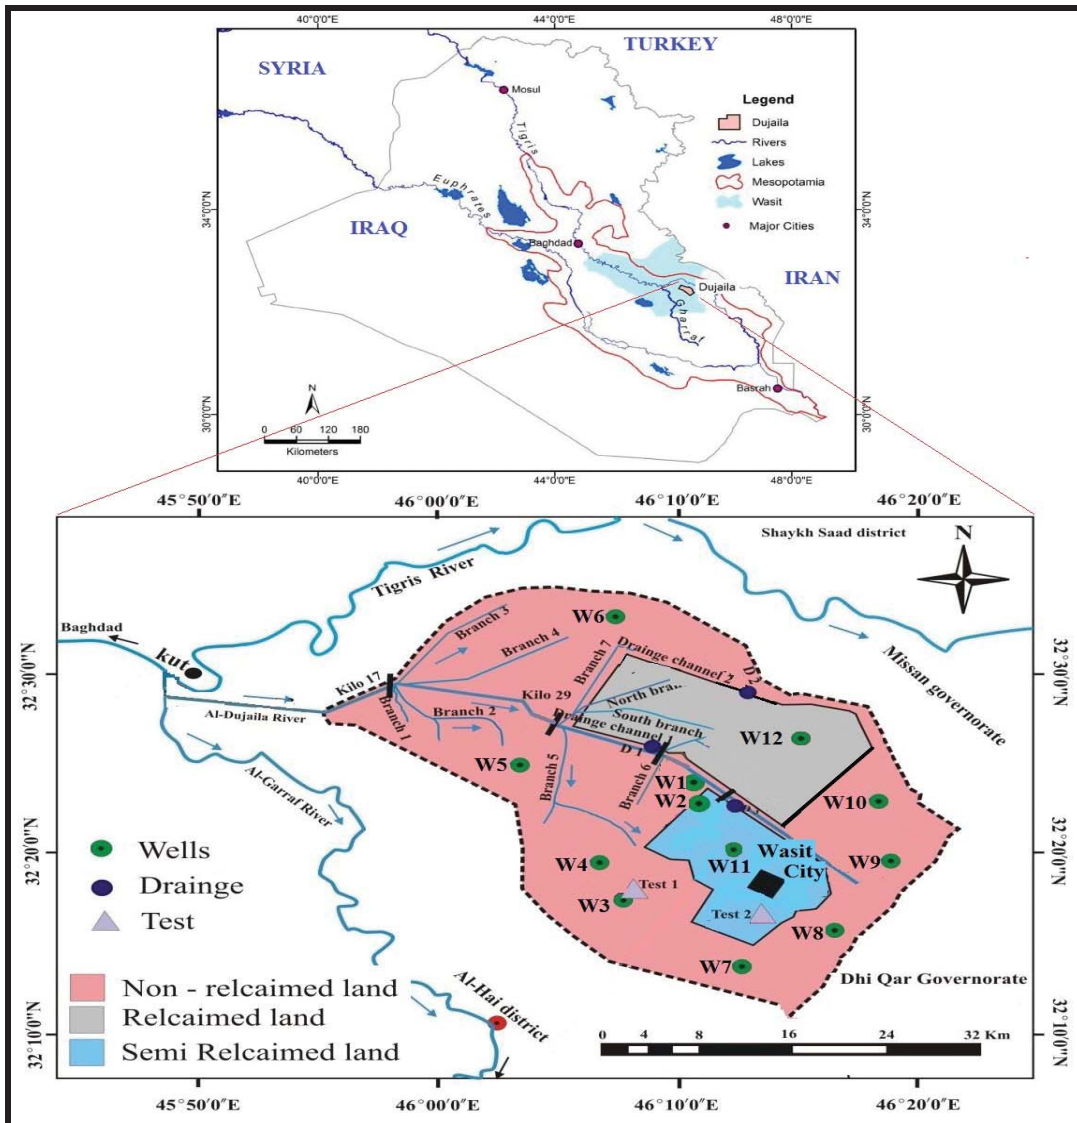 40°0'0"E 44°0'0"E 48°0'0"E
TURKEY
SYRIA
Mosul
Legend
Dujaila
Rivers
Lakes
Mesopotamia
Wasit
Major Cities
Tigris
Euphrates
34°0'0"N
34°0'0"N
IRAQ
Baghdad
IRAN
Dujaila
Gharraf
Basrah
N
30°0'0"N
30°0'0"N
0 60 120 180
Kilometers
40°0'0"E 44°0'0"E 48°0'0"E
45°50'0"E 46°00'0"E 46°10'0"E 46°20'0"E
Shaykh Saad district
N
Tigris River
Baghdad
kut
W6
Branch 3
Branch 4
Branch 7
Drainge channel 2
D 2
Missan governorate
32°30'0"N
32°30'0"N
Kilo 17
Kilo 29
North bra
Al-Dujaila River
Branch 1
Branch 2
South branch
Drainge channel 1
D 1
W12
W5
Branch 5
Branch 6
W1
W2
W10
Al-Garraf River
Wells
Drainge
Test
32°20'0"N
32°20'0"N
W4
W11
Wasit
City
W9
Test 1
W3
Test 2
W8
W7
Dhi Qar Governorate
Non - relcaimed land
Relcaimed land
Semi Relcaimed land
Al-Hai district
32°10'0"N
32°10'0"N
0 4 8 16 24 32 Km
45°50'0"E 46°00'0"E 46°10'0"E 46°20'0"E